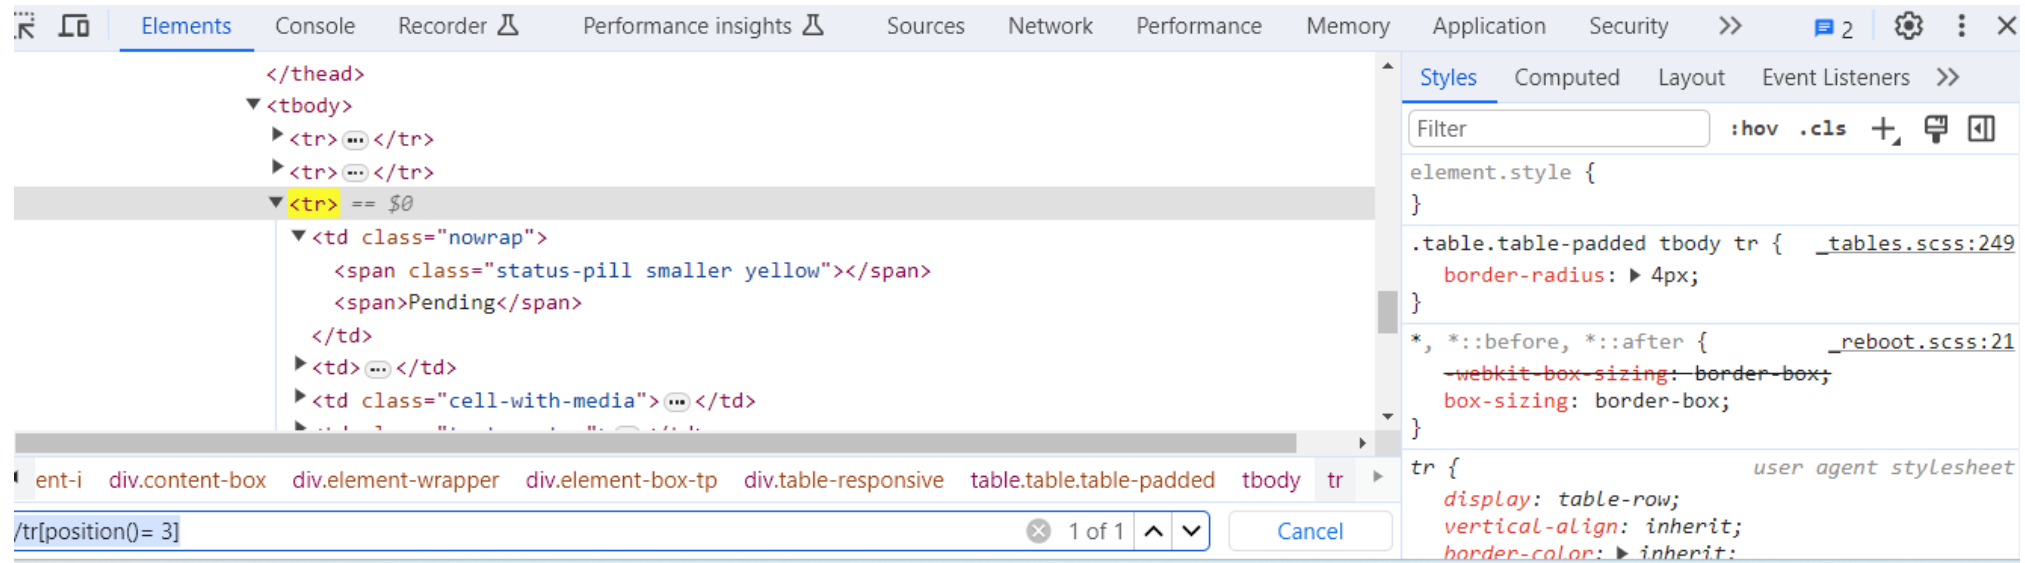 Elements Console Recorder Performance insights Sources Network Performance Memory Application Security 2
</thead>
<tbody>
<tr> ••• </tr>
<tr> ••• </tr>
<tr> == $0
<td class="nowrap">
<span class="status-pill smaller yellow"></span>
<span>Pending</span>
</td>
<td> ••• </td>
<td class="cell-with-media"> ••• </td>
ent-i div.content-box div.element-wrapper div.element-box-tp div.table-responsive table.table.table-padded tbody tr
/tr[position()= 3] 1 of 1 Cancel
Styles Computed Layout Event Listeners
Filter :hov .cls
element.style {
}
.table.table-padded tbody tr { _tables.scss:249
border-radius: 4px;
}
*, *::before, *::after { _reboot.scss:21
-webkit-box-sizing: border-box;
box-sizing: border-box;
}
tr { user agent stylesheet
display: table-row;
vertical-align: inherit;
border-color: inherit;